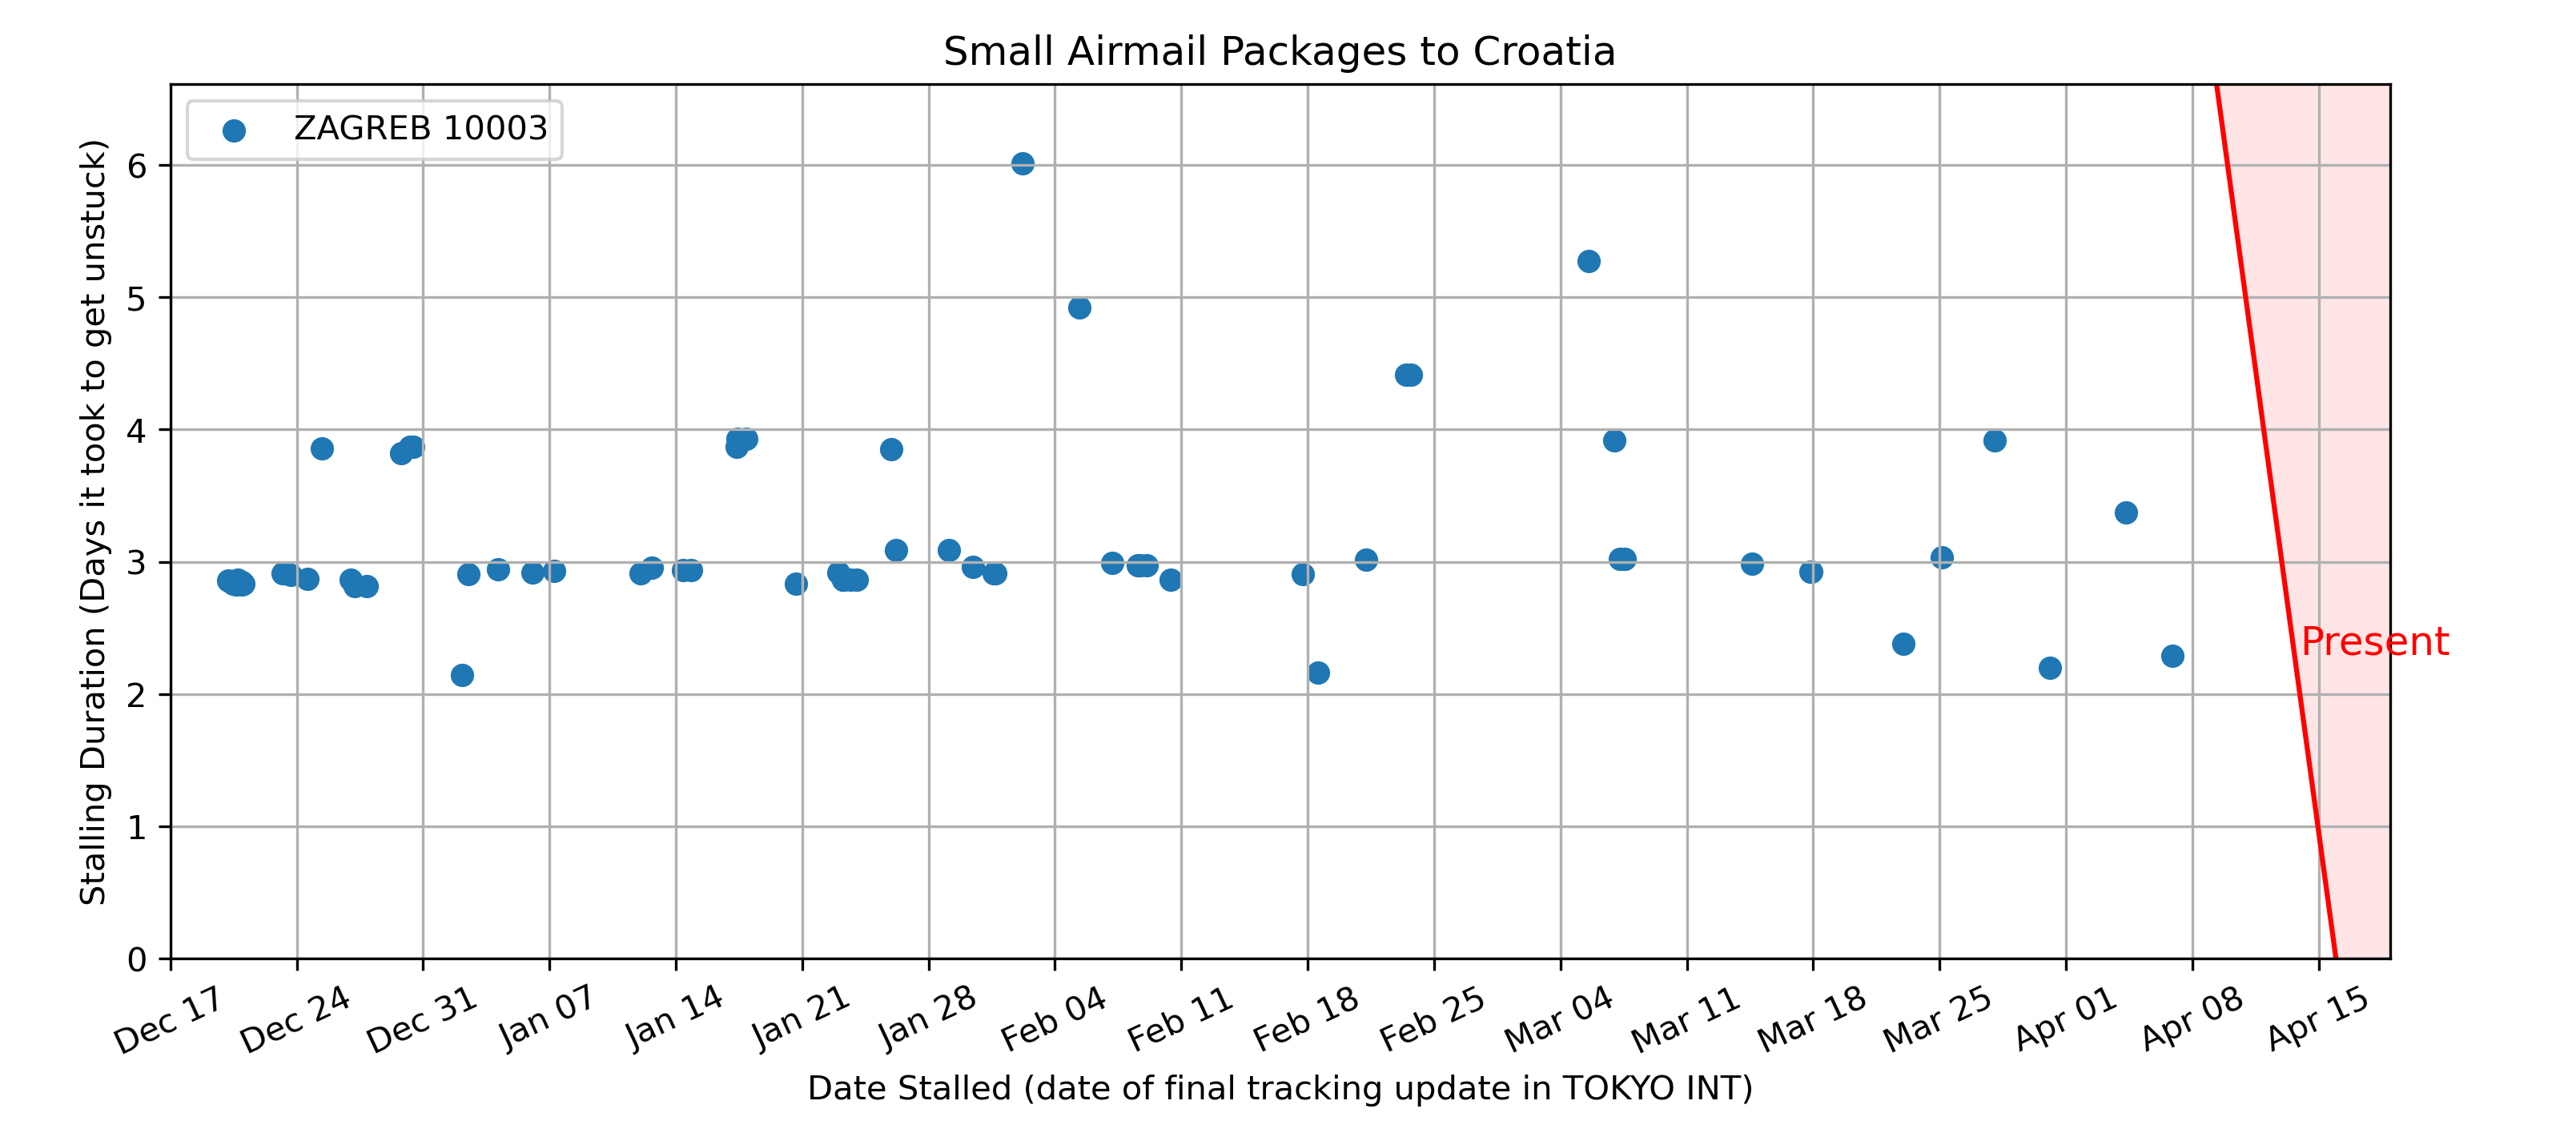 Small Airmail Packages to Croatia
ZAGREB 10003
Stalling Duration (Days it took to get unstuck)
6
5
4
3
2
1
0
Present
Dec 17 Dec 24 Dec 31 Jan 07 Jan 14 Jan 21 Jan 28 Feb 04 Feb 11 Feb 18 Feb 25 Mar 04 Mar 11 Mar 18 Mar 25 Apr 01 Apr 08 Apr 15
Date Stalled (date of final tracking update in TOKYO INT)